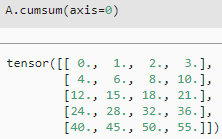 A.cumsum(axis=0)
tensor([[ 0., 1., 2., 3.],
[ 4., 6., 8., 10.],
[12., 15., 18., 21.],
[24., 28., 32., 36.],
[40., 45., 50., 55.]])